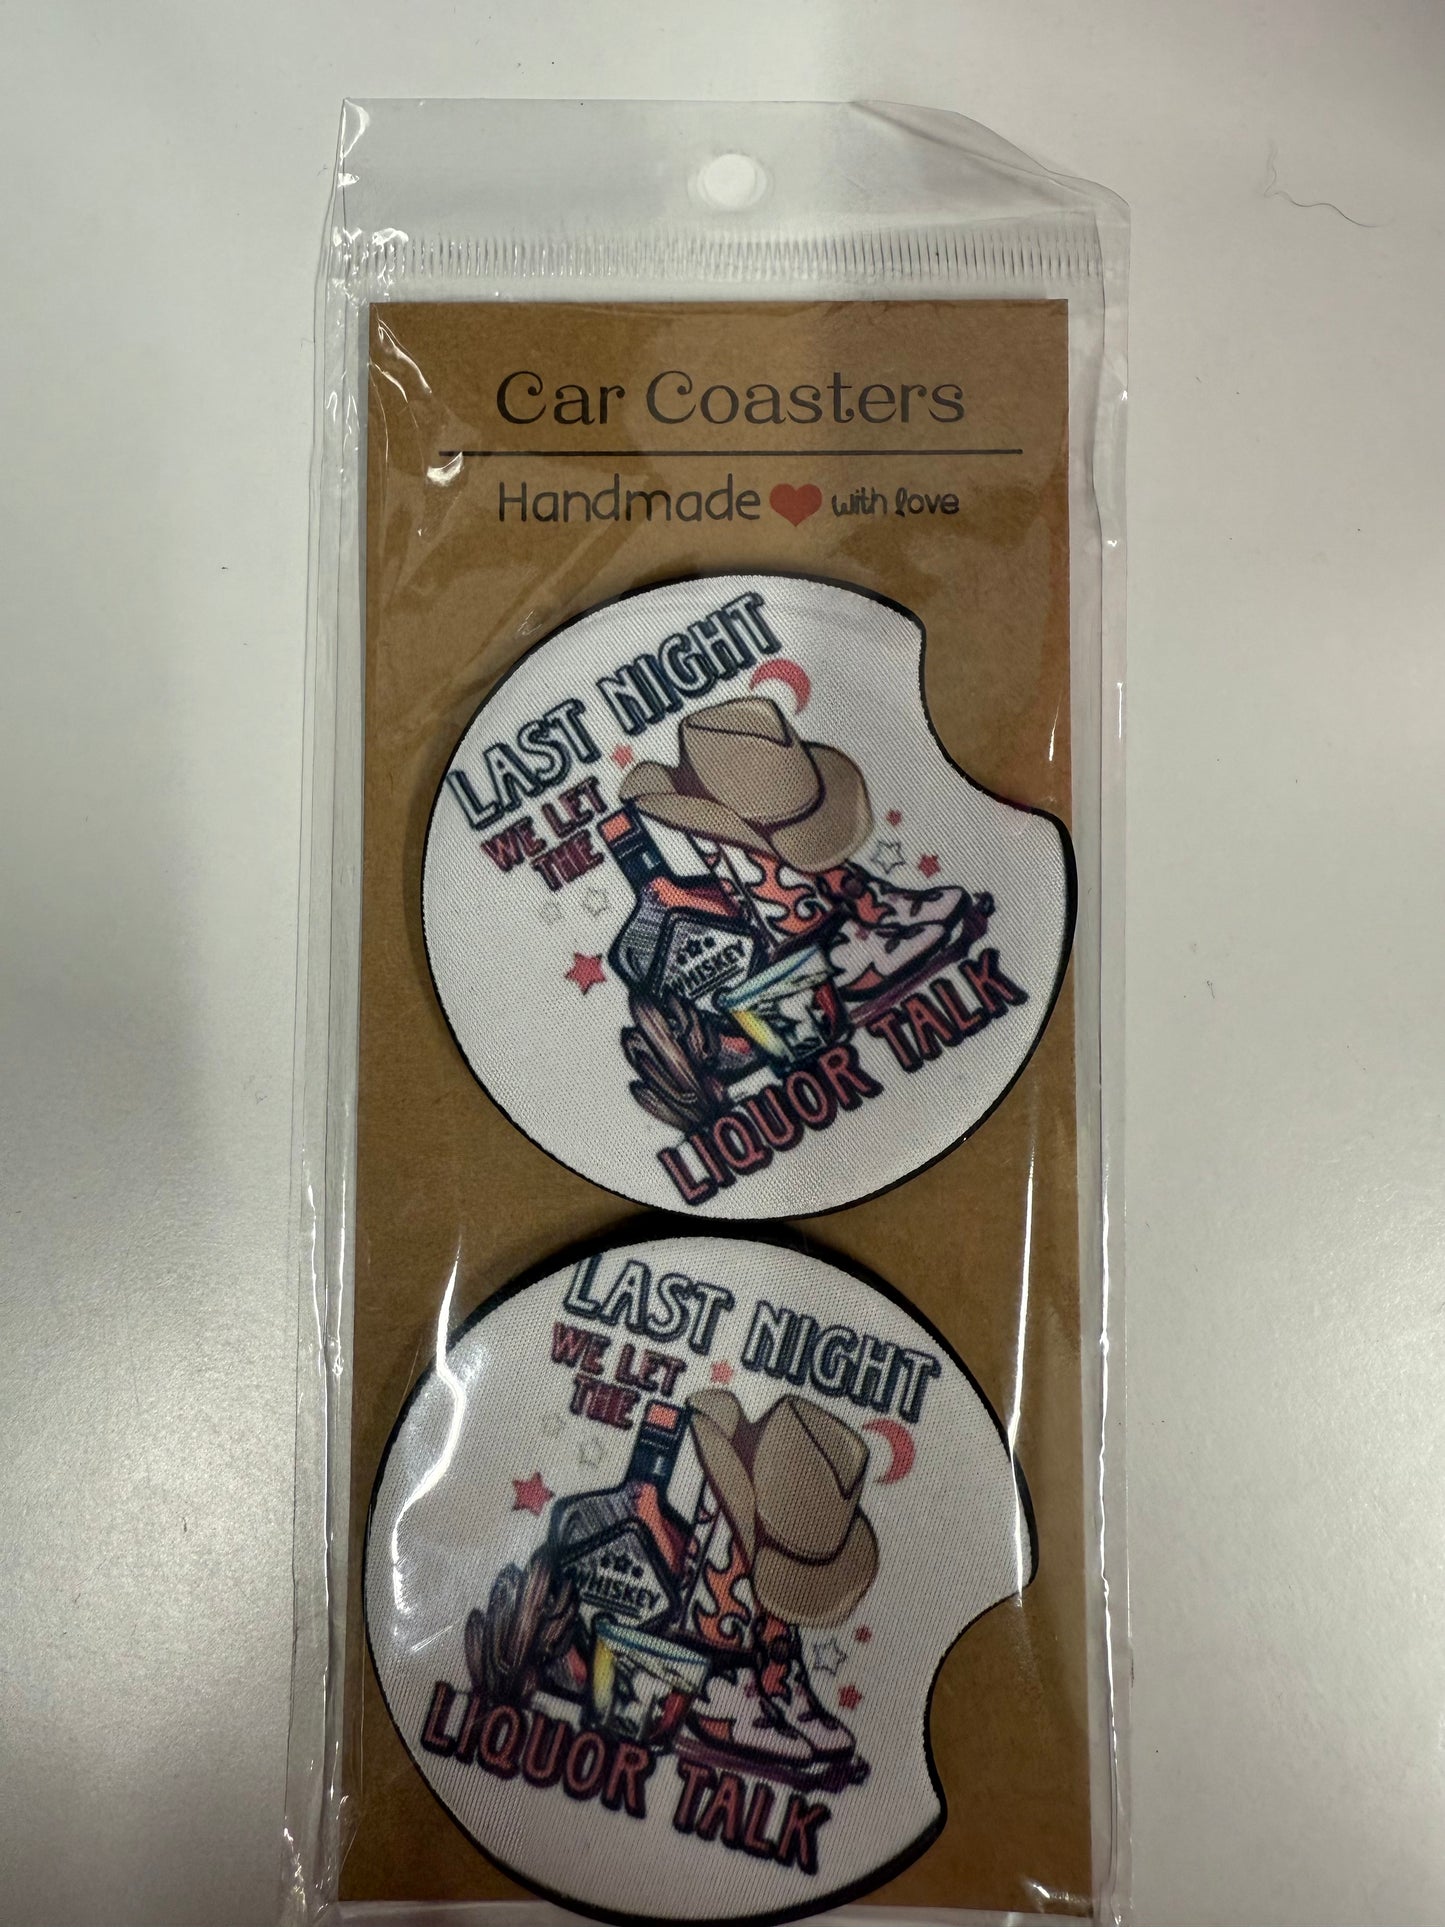 Car Coasters
Handmade with love
LAST NIGHT
WE LET
THE
WHISKEY
LIQUOR TALK
LAST NIGHT
WE LET
THE
WHISKEY
LIQUOR TALK